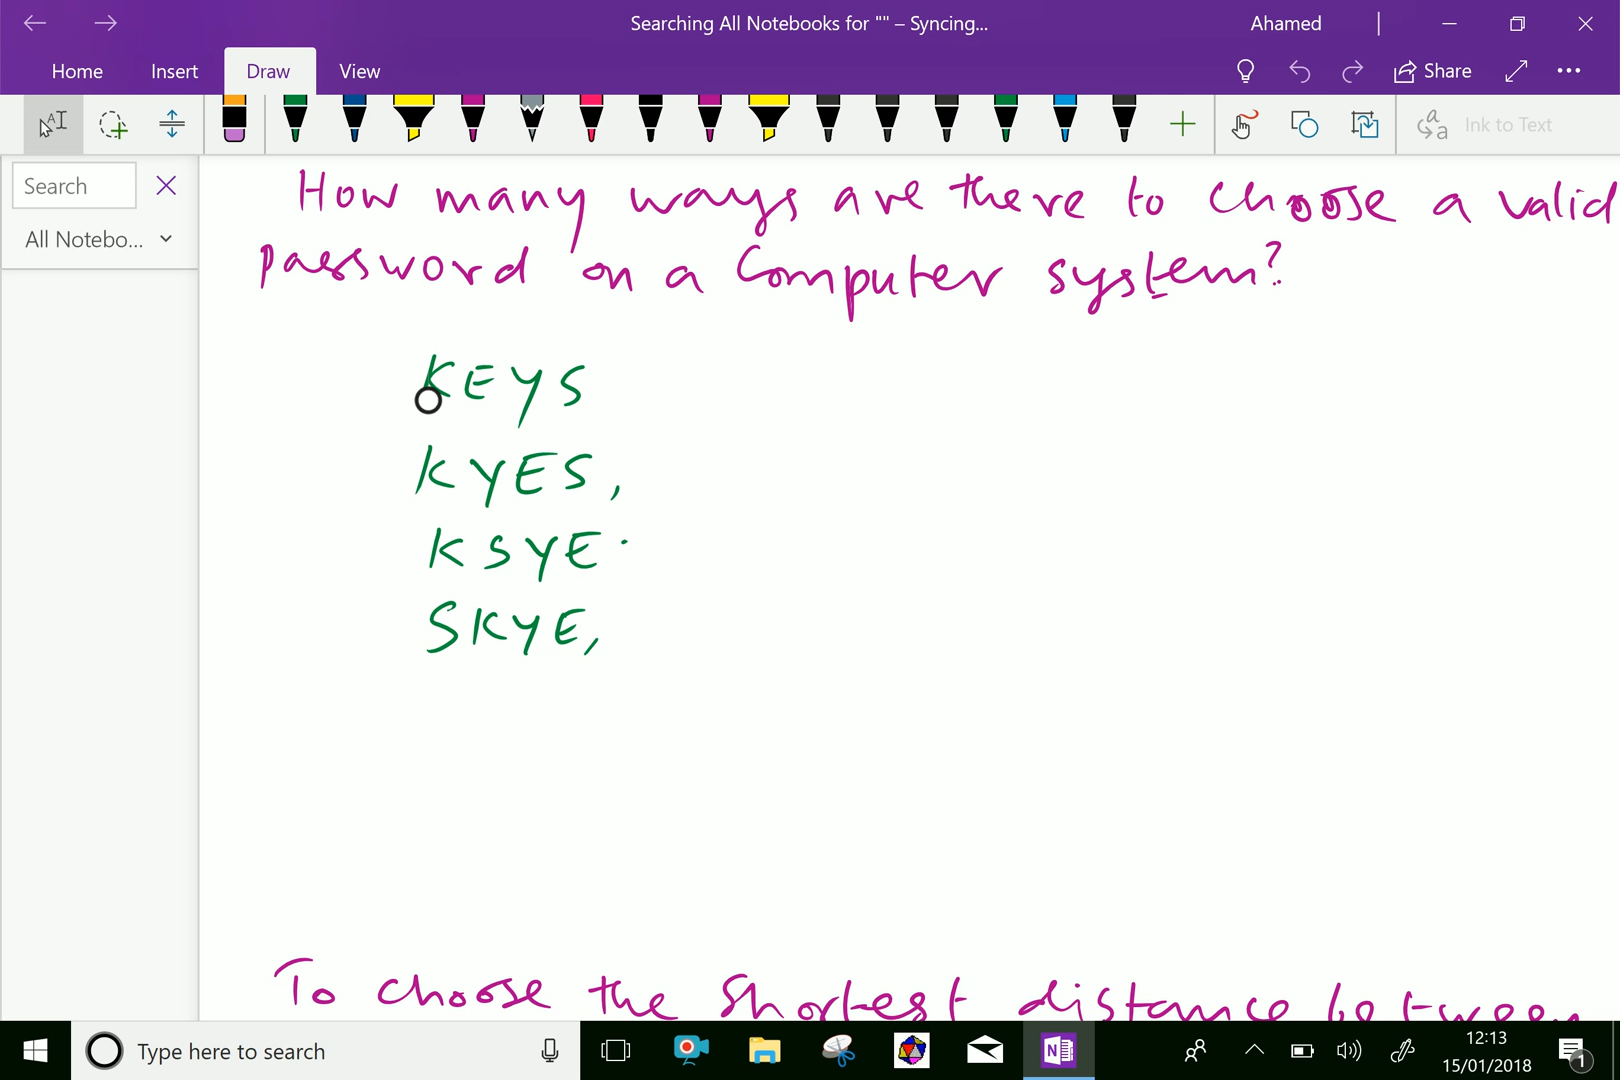 Searching All Notebooks for "" – Syncing...
Ahamed
Home Insert Draw View
Share
Ink to Text
Search
All Notebo...
How many ways are there to choose a valid
password on a computer system?
KEYS
KYES,
KSYE.
SKYE,
To choose the shortest distance between
Type here to search
12:13
15/01/2018
1